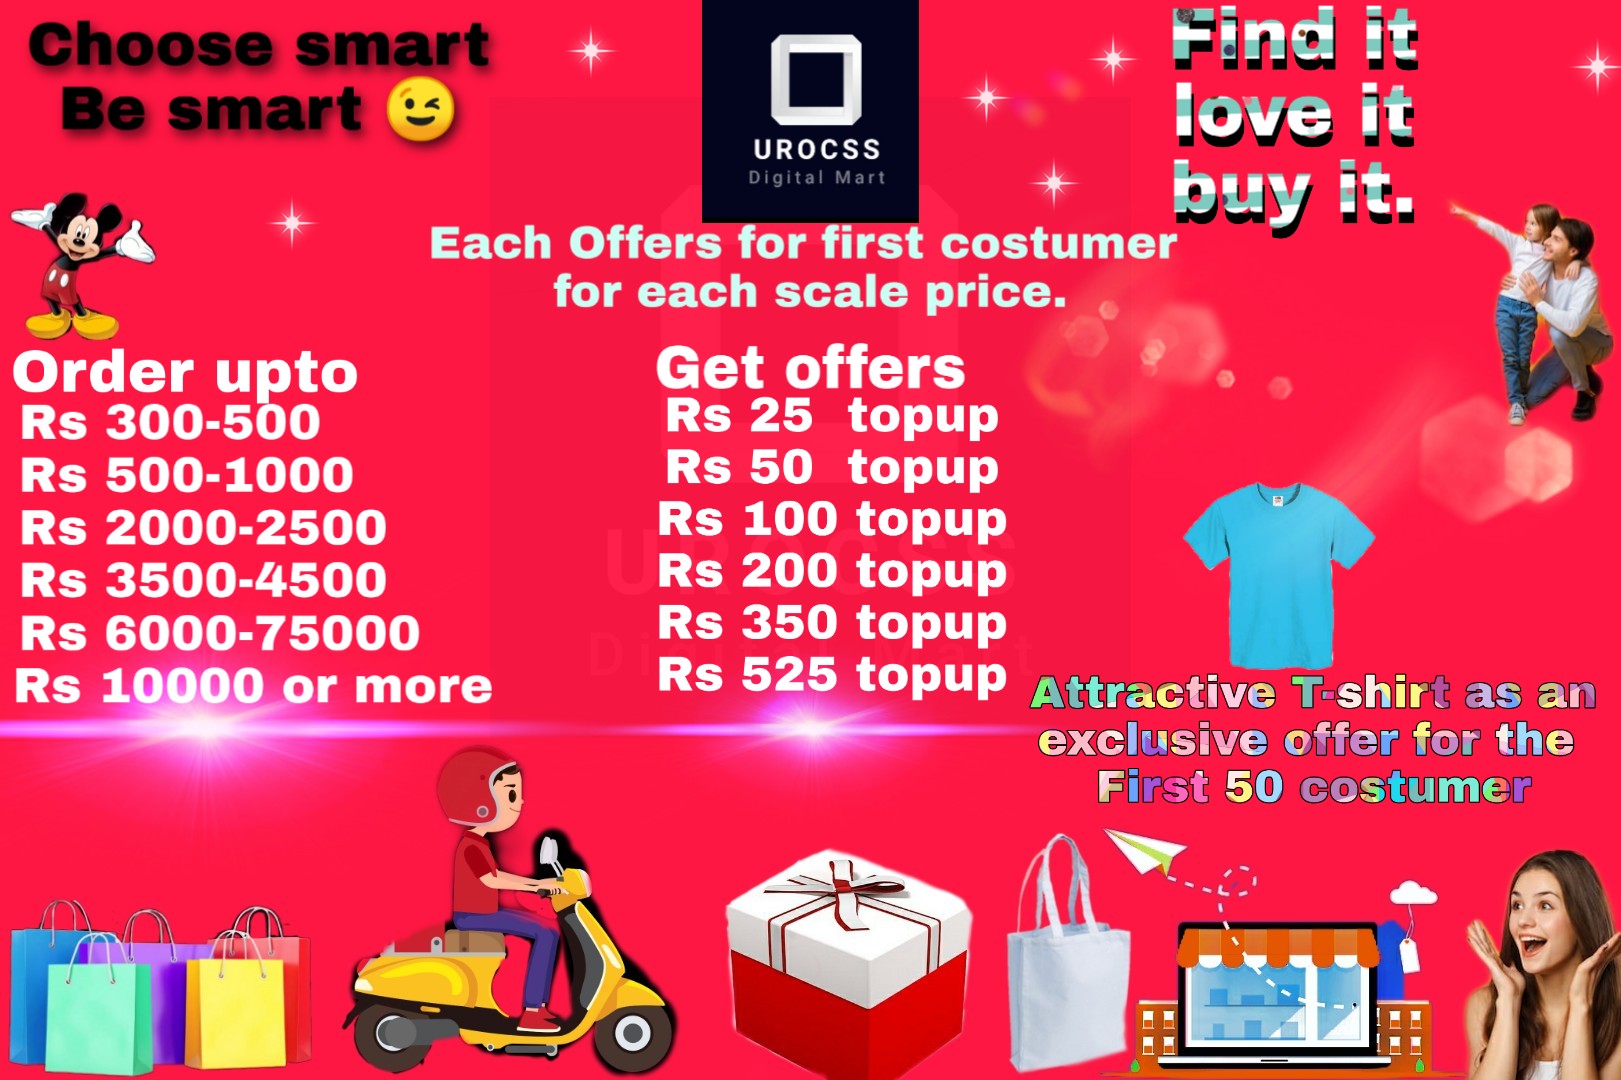 Choose smart
Be smart 😉
UROCSS
Digital Mart
Find it
love it
buy it.
Each Offers for first costumer
for each scale price.
Order upto
Rs 300-500
Rs 500-1000
Rs 2000-2500
Rs 3500-4500
Rs 6000-75000
Rs 10000 or more
Get offers
Rs 25 topup
Rs 50 topup
Rs 100 topup
Rs 200 topup
Rs 350 topup
Rs 525 topup
UROCSS
Digital Mart
Attractive T-shirt as an
exclusive offer for the
First 50 costumer